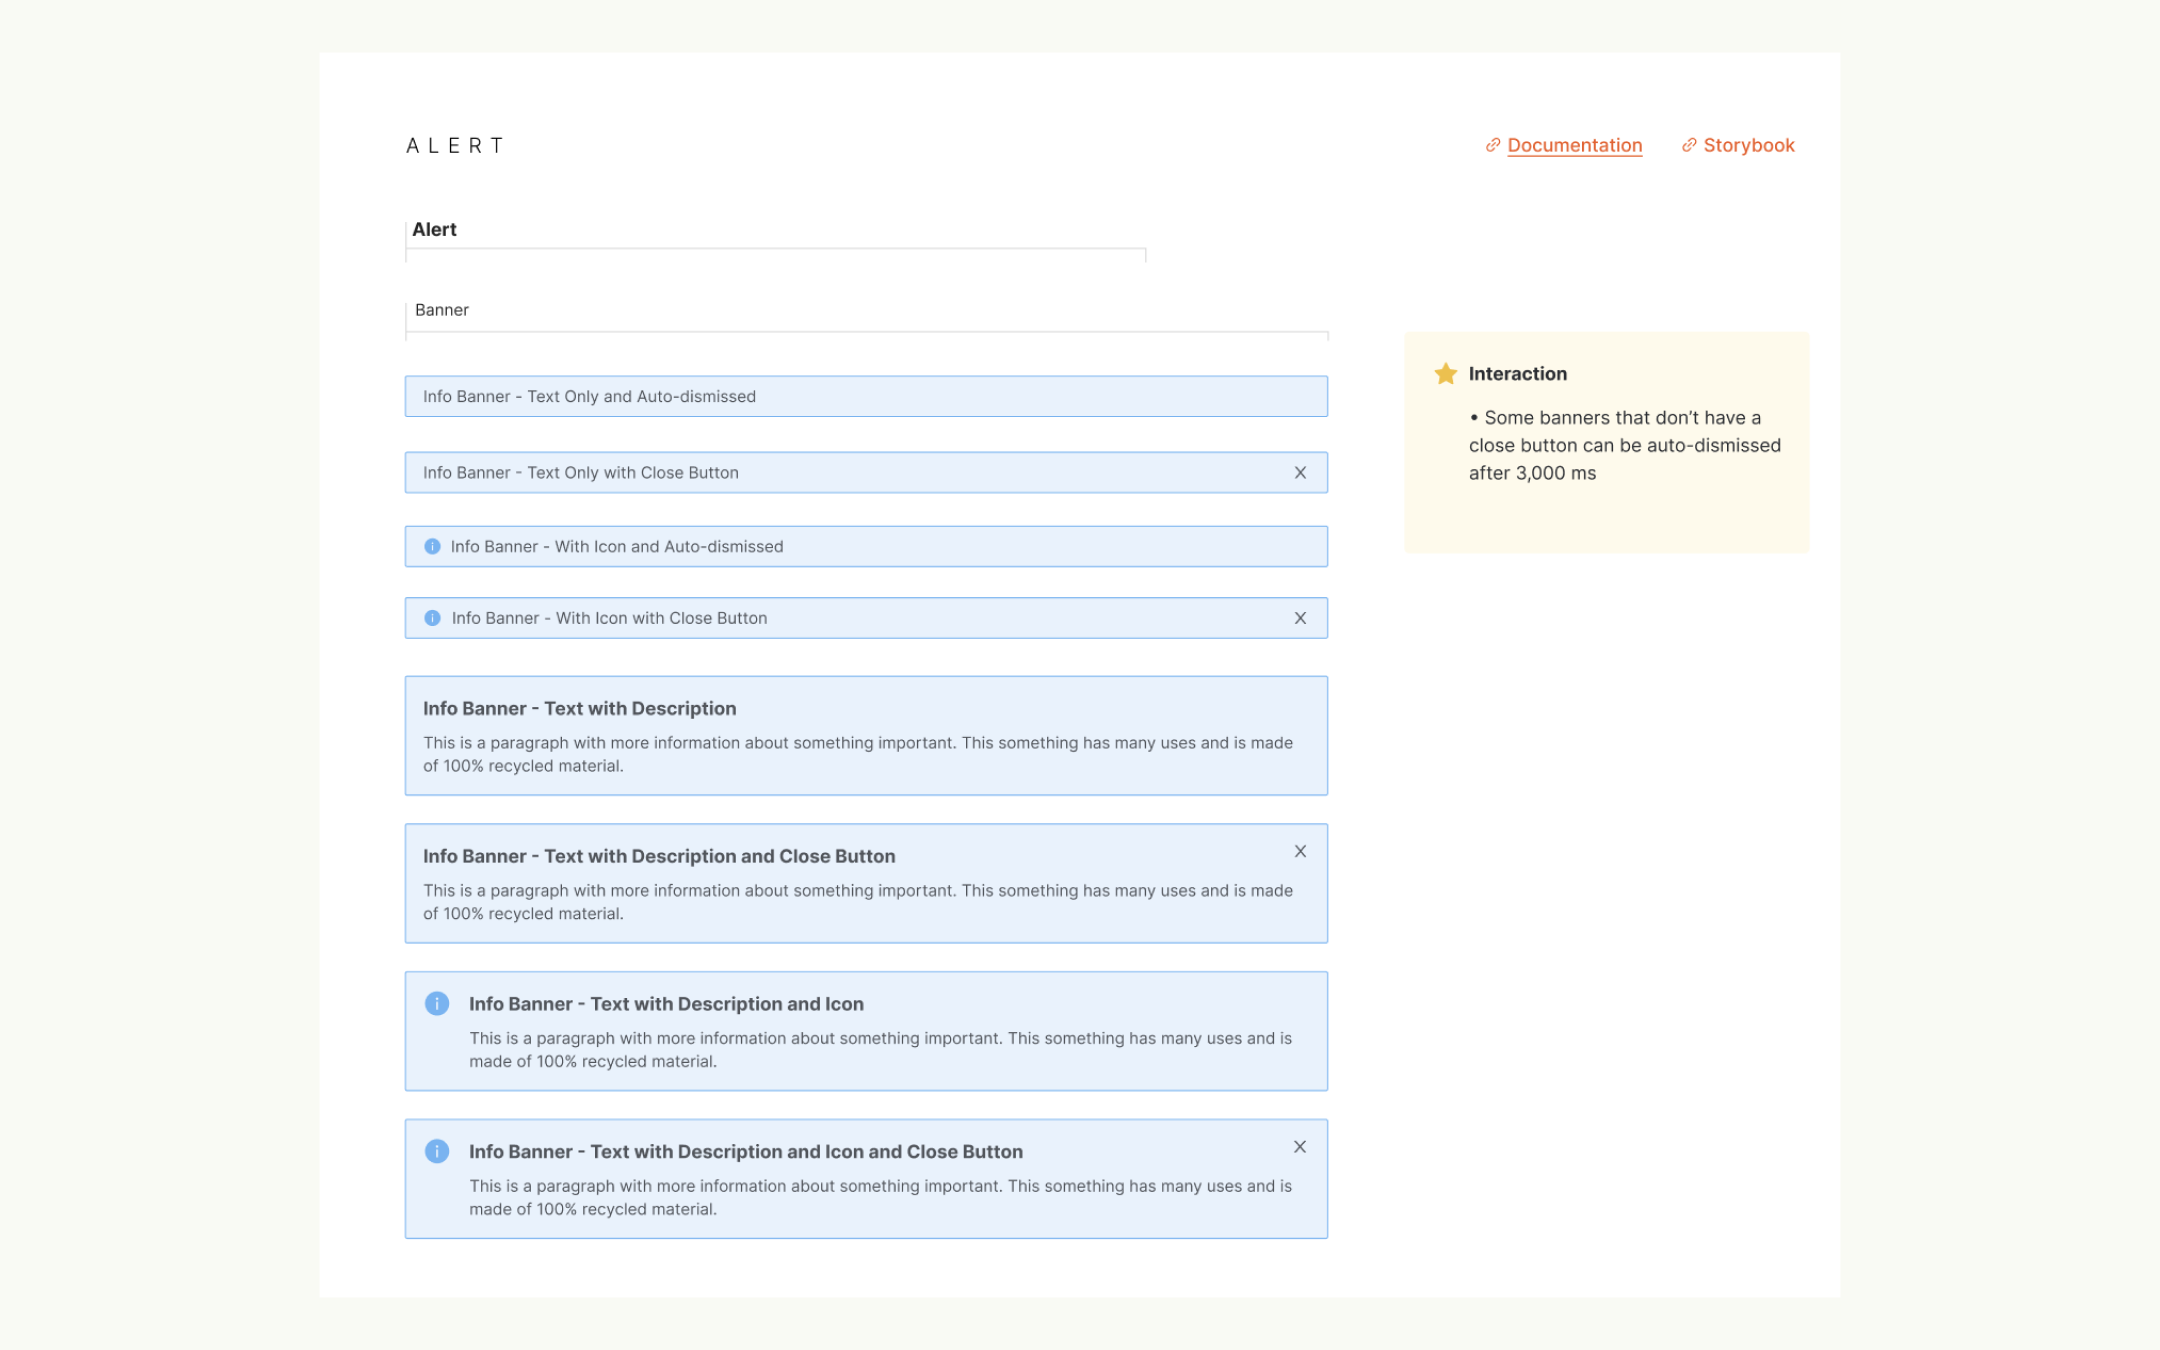 ALERT
Documentation
Storybook
Alert
Banner
Info Banner - Text Only and Auto-dismissed
Info Banner - Text Only with Close Button
Info Banner - With Icon and Auto-dismissed
Info Banner - With Icon with Close Button
Info Banner - Text with Description
This is a paragraph with more information about something important. This something has many uses and is made
of 100% recycled material.
Info Banner - Text with Description and Close Button
This is a paragraph with more information about something important. This something has many uses and is made
of 100% recycled material.
Info Banner - Text with Description and Icon
This is a paragraph with more information about something important. This something has many uses and is
made of 100% recycled material.
Info Banner - Text with Description and Icon and Close Button
This is a paragraph with more information about something important. This something has many uses and is
made of 100% recycled material.
Interaction
• Some banners that don’t have a
close button can be auto-dismissed
after 3,000 ms